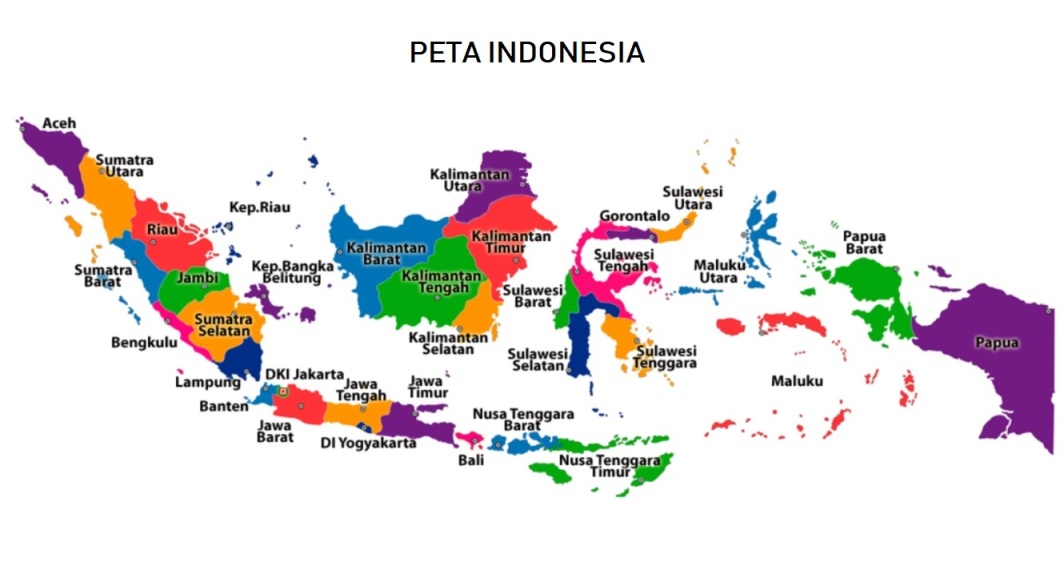 PETA INDONESIA
Aceh
Sumatra
Utara
Kep.Riau
Riau
Sumatra
Barat
Jambi
Kep.Bangka
Belitung
Sumatra
Selatan
Bengkulu
Lampung
DKI Jakarta
Banten
Jawa
Barat
Jawa
Tengah
DI Yogyakarta
Jawa
Timur
Bali
Nusa Tenggara
Barat
Nusa Tenggara
Timur
Kalimantan
Utara
Kalimantan
Barat
Kalimantan
Timur
Kalimantan
Tengah
Kalimantan
Selatan
Sulawesi
Utara
Gorontalo
Sulawesi
Tengah
Sulawesi
Barat
Sulawesi
Selatan
Sulawesi
Tenggara
Maluku
Utara
Maluku
Papua
Barat
Papua